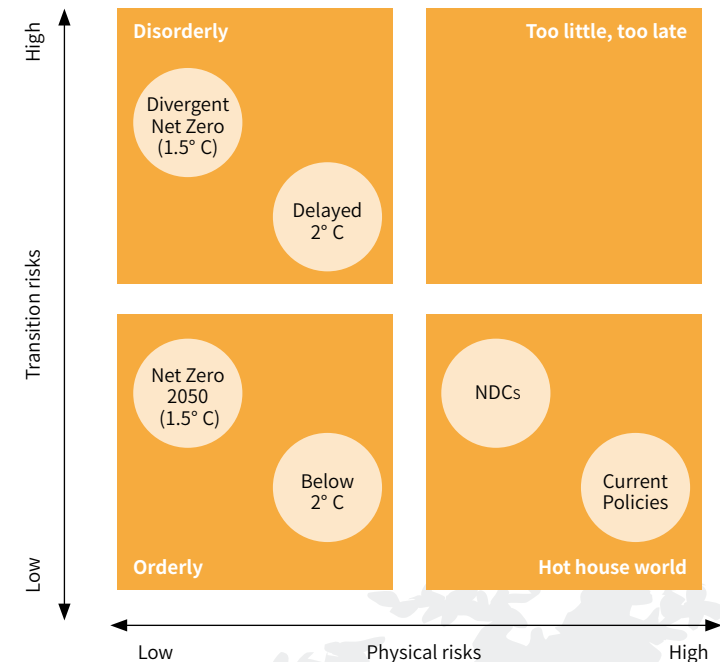 High
Transition risks
Low
Disorderly
Divergent
Net Zero
(1.5° C)
Delayed
2° C
Too little, too late
Net Zero
2050
(1.5° C)
Below
2° C
Orderly
NDCs
Current
Policies
Hot house world
Low
Physical risks
High